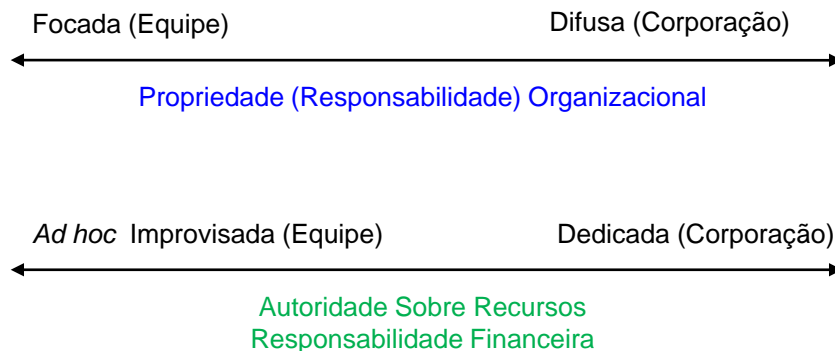 Focada (Equipe) Difusa (Corporação)
Propriedade (Responsabilidade) Organizacional
Ad hoc Improvisada (Equipe) Dedicada (Corporação)
Autoridade Sobre Recursos
Responsabilidade Financeira